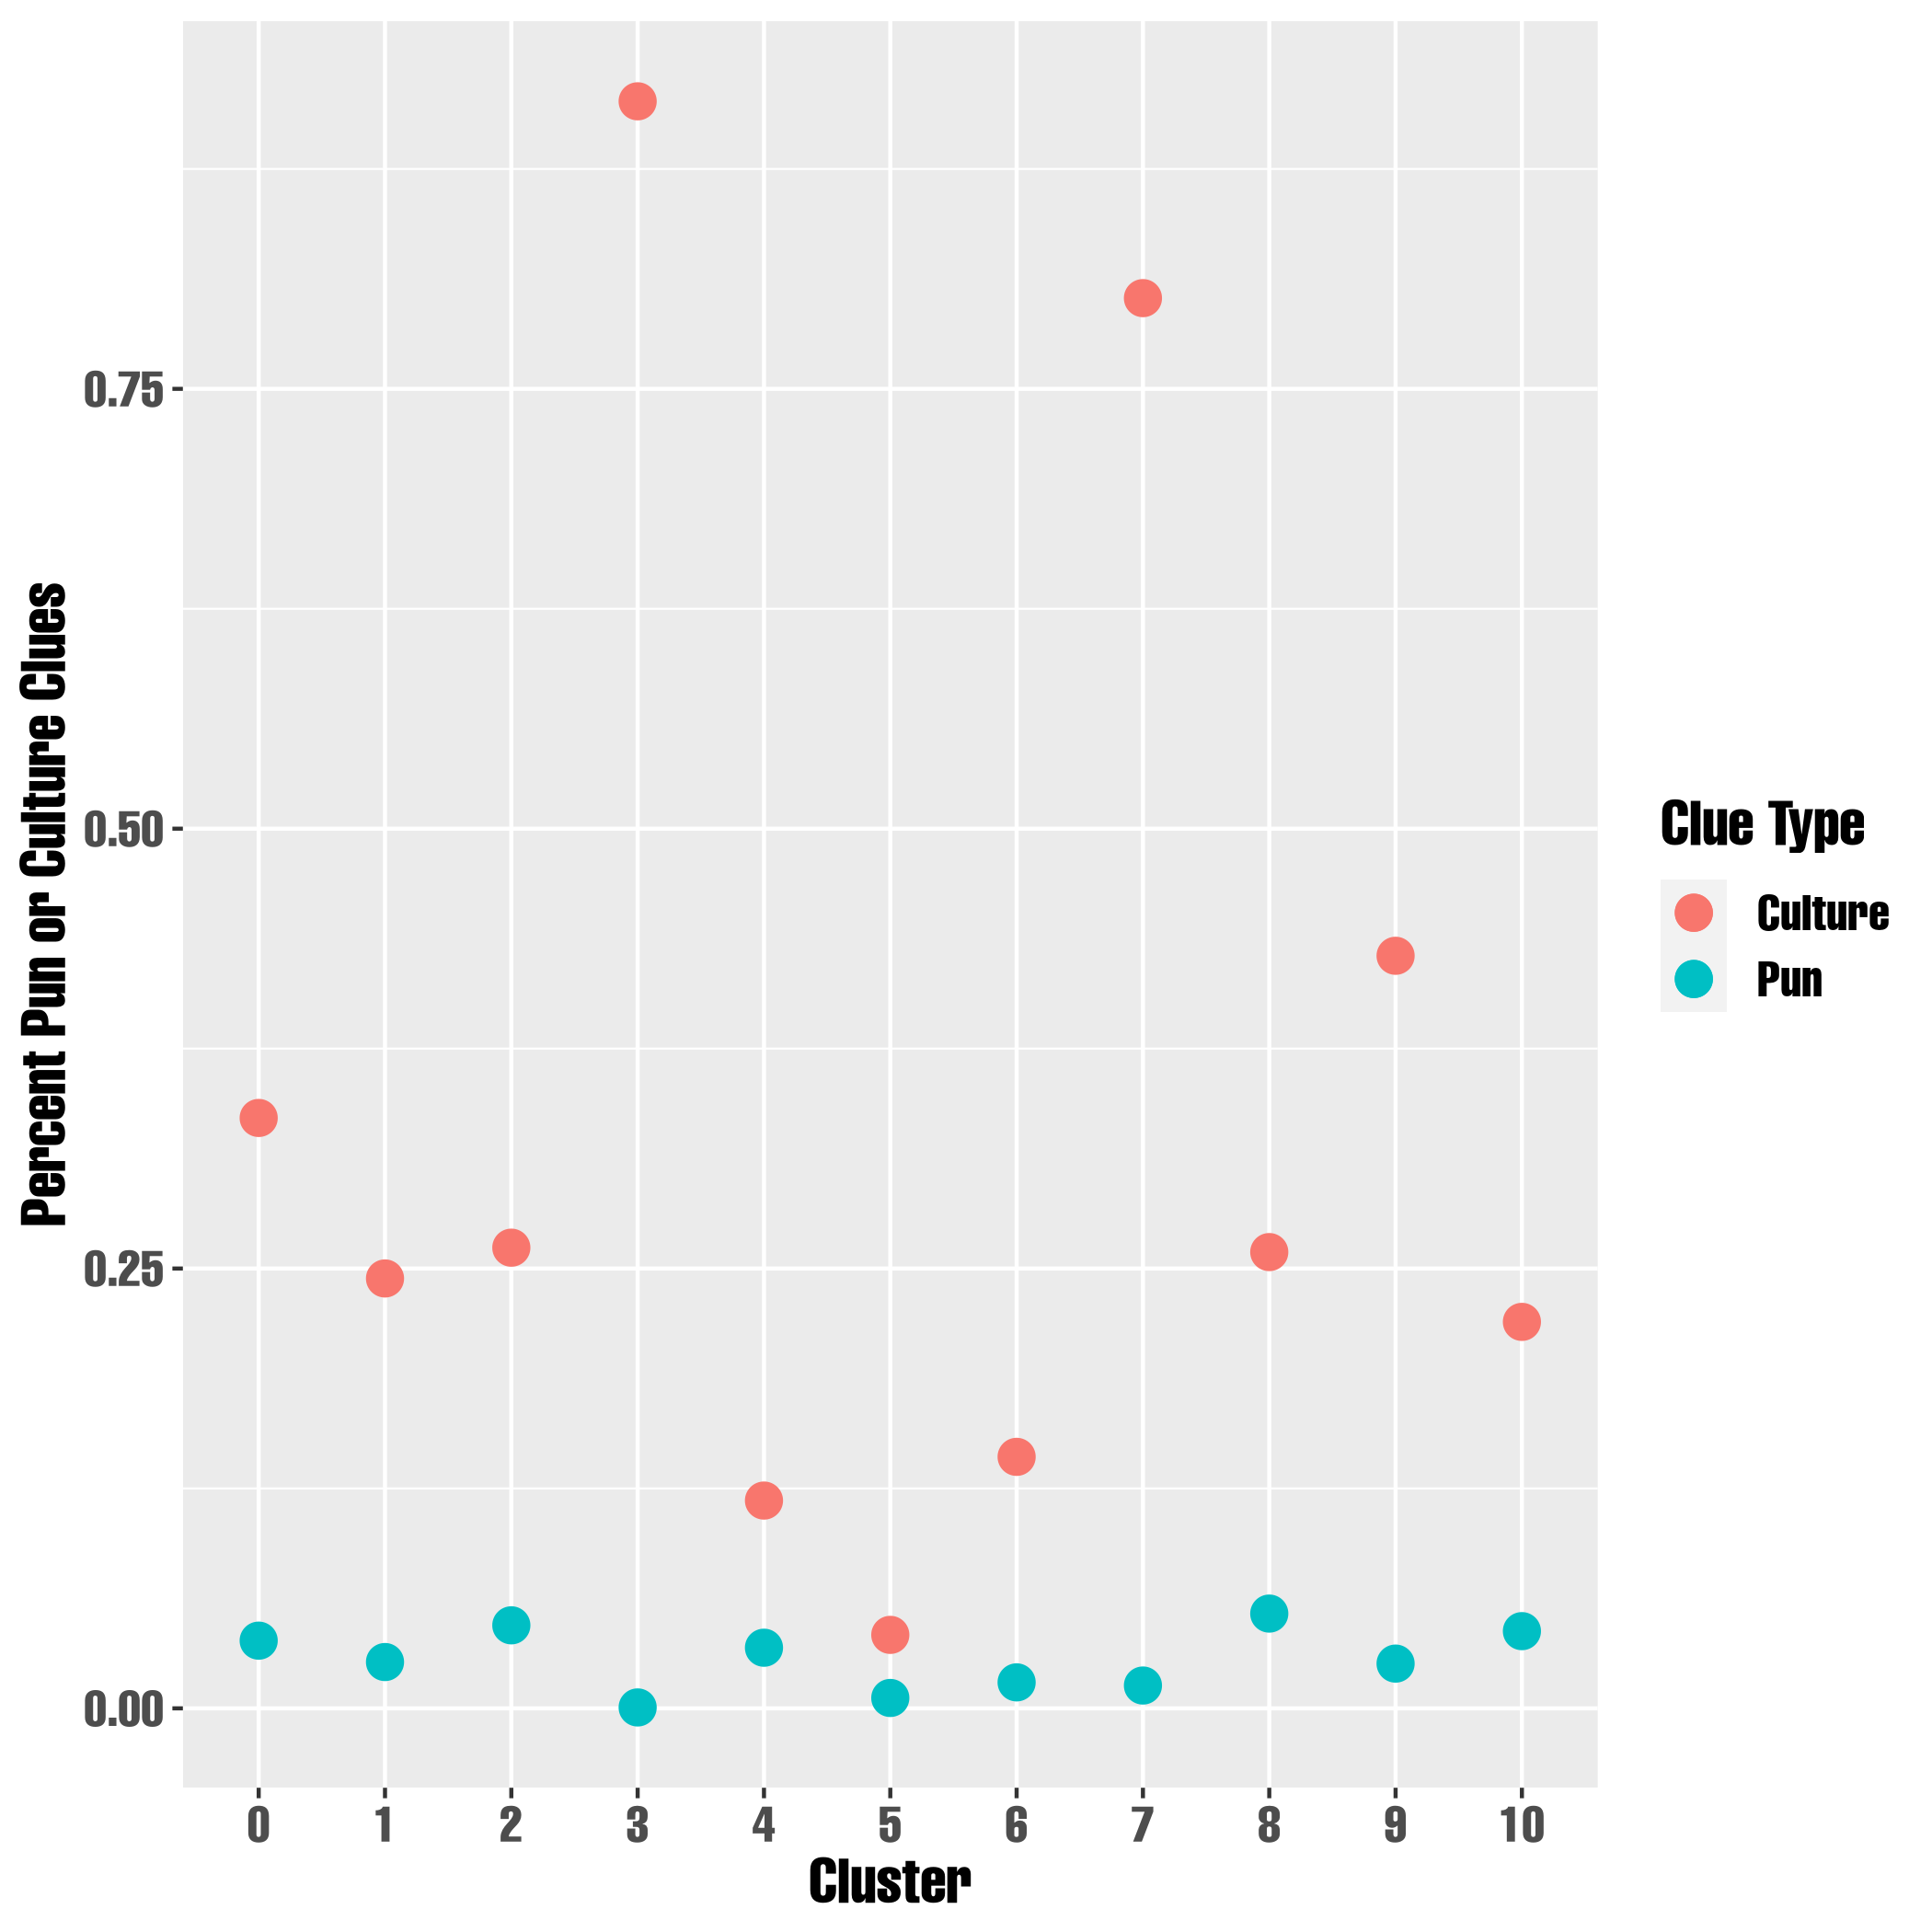 Percent Pun or Culture Clues
0.75
0.50
0.25
0.00
0 1 2 3 4 5 6 7 8 9 10
Cluster
Clue Type
Culture
Pun